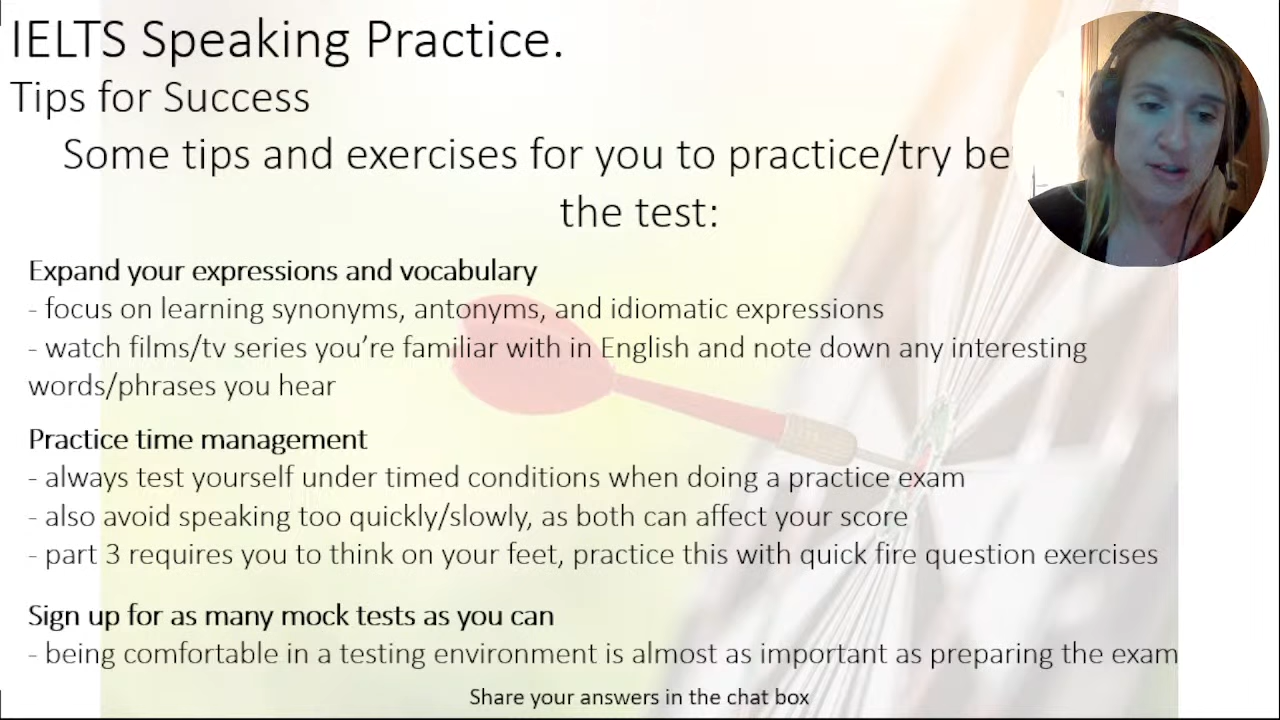 IELTS Speaking Practice.
Tips for Success
Some tips and exercises for you to practice/try be
the test:
Expand your expressions and vocabulary
- focus on learning synonyms, antonyms, and idiomatic expressions
- watch films/tv series you’re familiar with in English and note down any interesting
words/phrases you hear
Practice time management
- always test yourself under timed conditions when doing a practice exam
- also avoid speaking too quickly/slowly, as both can affect your score
- part 3 requires you to think on your feet, practice this with quick fire question exercises
Sign up for as many mock tests as you can
- being comfortable in a testing environment is almost as important as preparing the exam
Share your answers in the chat box